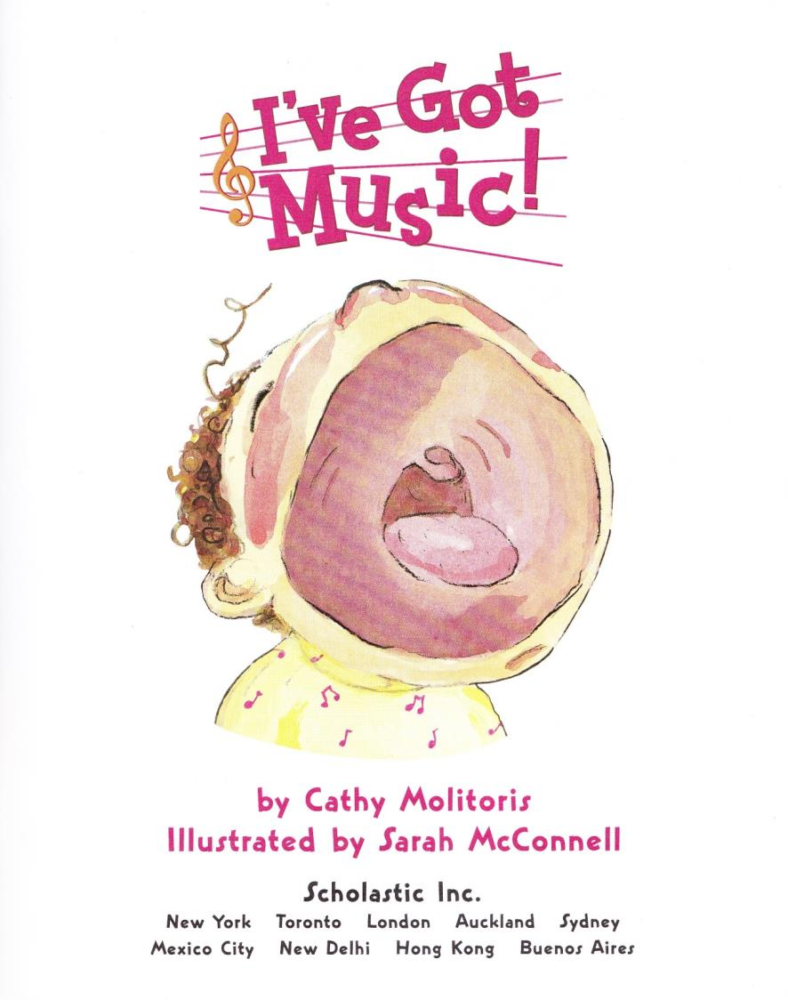 I've Got
Music!
by Cathy Molitoris
Illustrated by Sarah McConnell
Scholastic Inc.
New York Toronto London Auckland Sydney
Mexico City New Delhi Hong Kong Buenos Aires